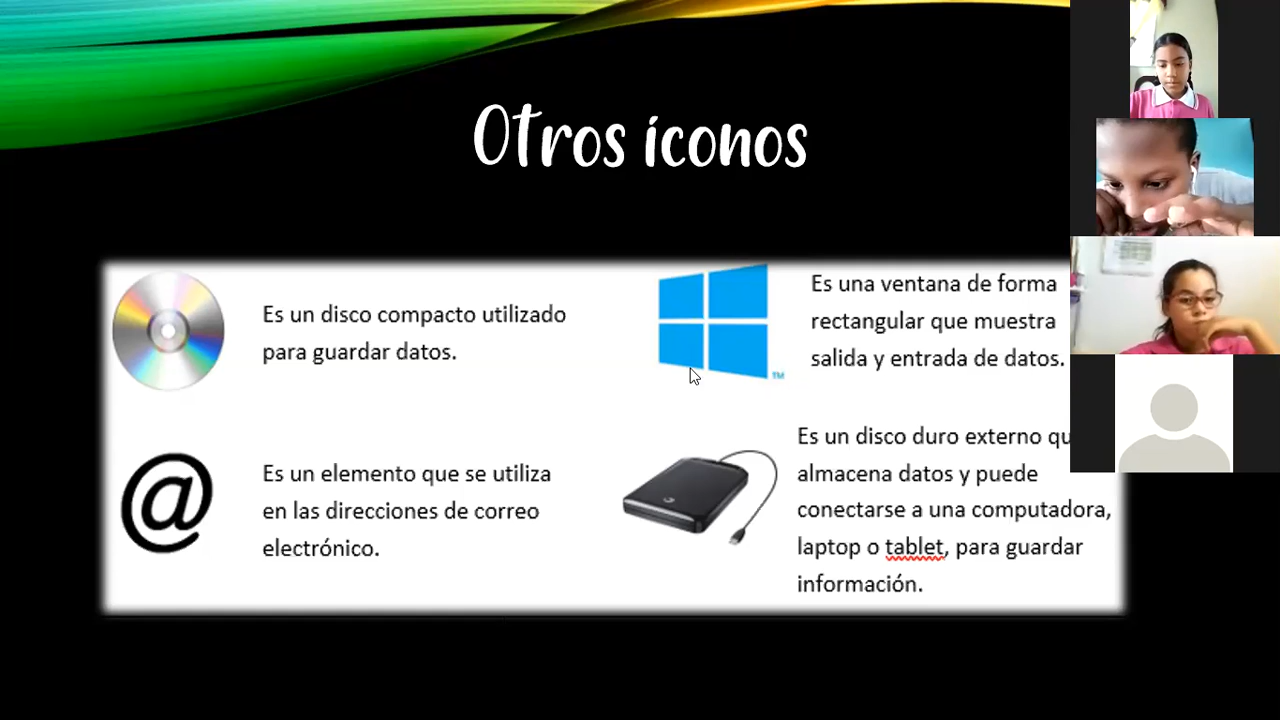 Otros iconos
Es un disco compacto utilizado
para guardar datos.
Es una ventana de forma
rectangular que muestra
salida y entrada de datos.
TM
@
Es un elemento que se utiliza
en las direcciones de correo
electrónico.
Es un disco duro externo qu
almacena datos y puede
conectarse a una computadora,
laptop o tablet, para guardar
información.